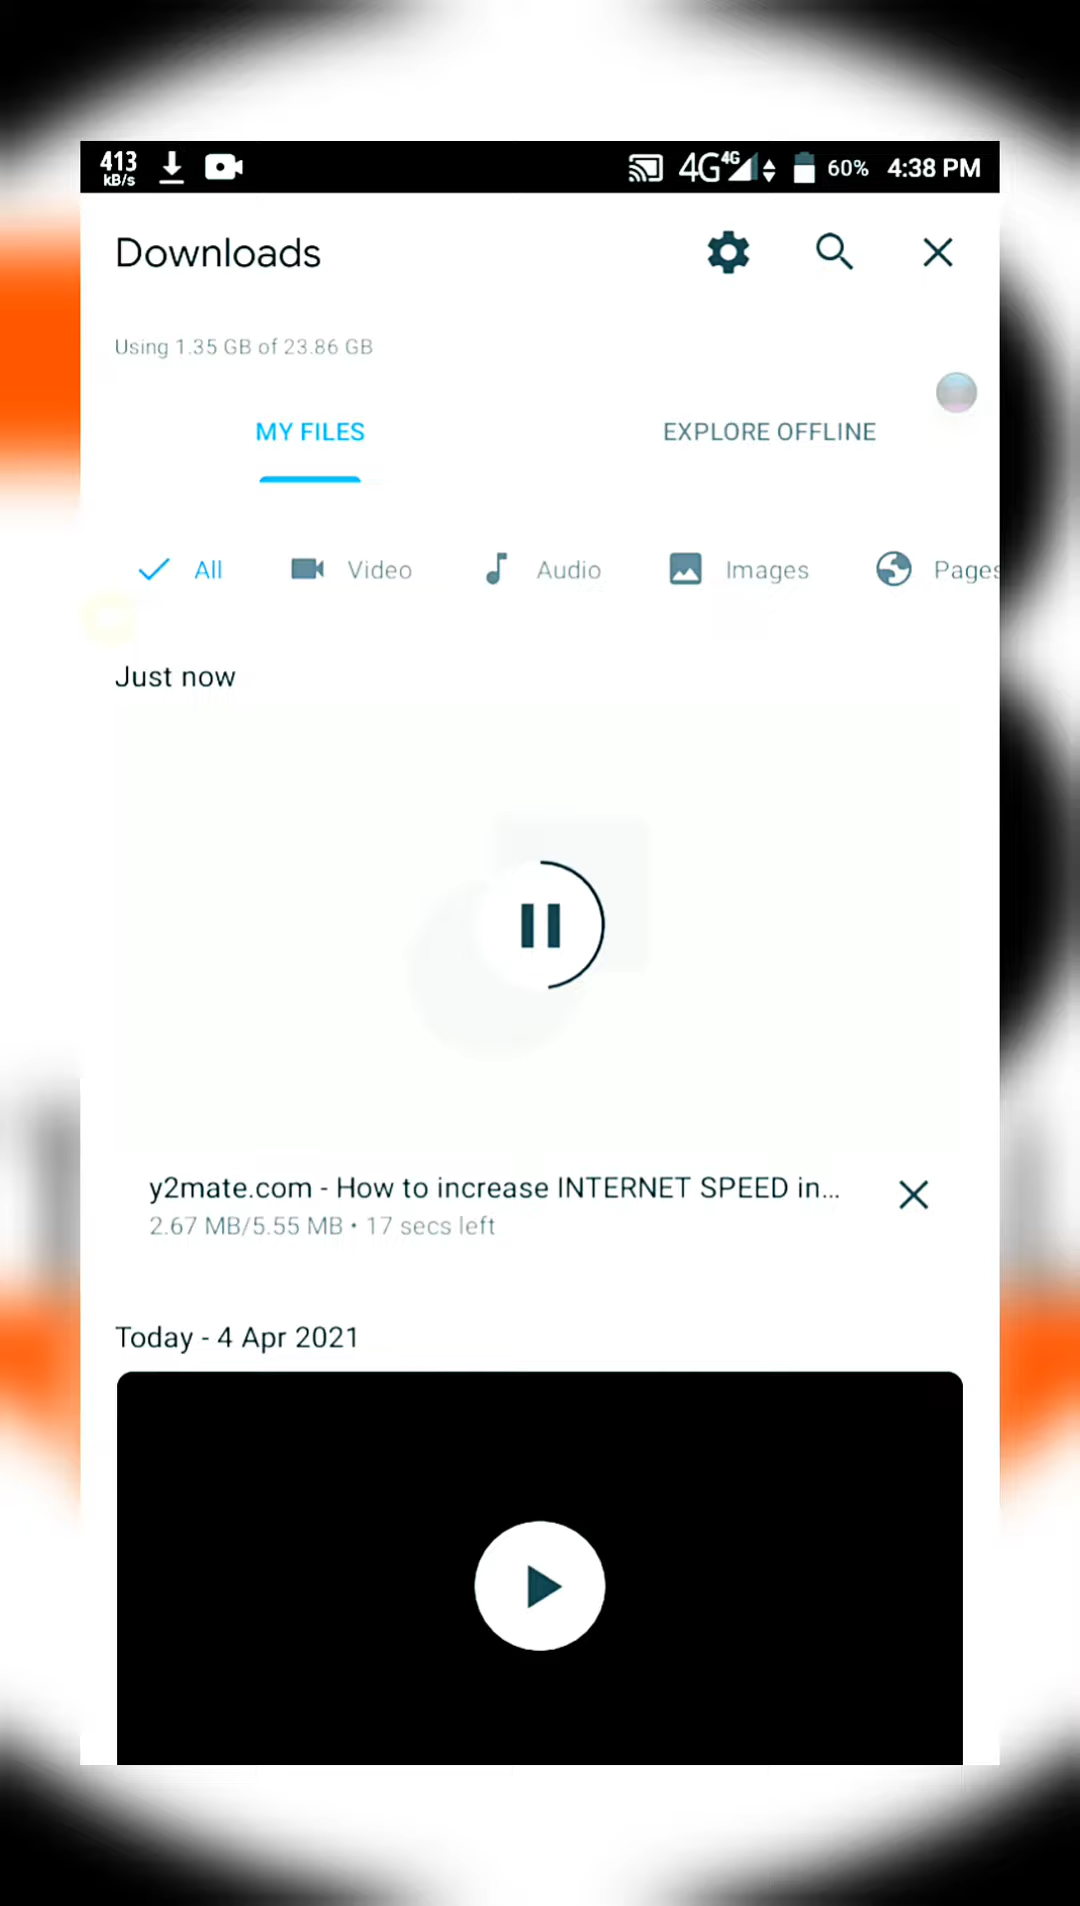 413
kB/s
4G 4G 60% 4:38 PM
Downloads
Using 1.35 GB of 23.86 GB
MY FILES EXPLORE OFFLINE
All Video Audio Images Pages
Just now
y2mate.com - How to increase INTERNET SPEED in...
2.67 MB/5.55 MB • 17 secs left
Today - 4 Apr 2021